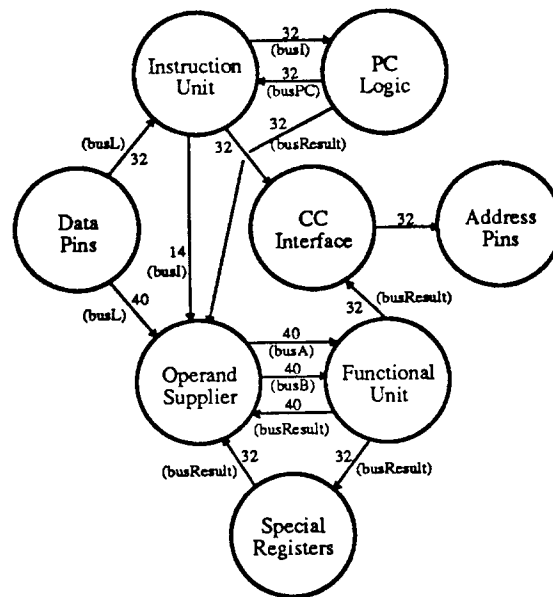 32
(busI)
Instruction
Unit
32
(busPC)
PC
Logic
(busL)
32
32
32
(busResult)
Data
Pins
CC
Interface
32
Address
Pins
14
(busI)
40
(busL)
32
(busResult)
40
(busA)
Operand
Supplier
40
(busB)
Functional
Unit
40
(busResult)
32
(busResult)
32
(busResult)
Special
Registers